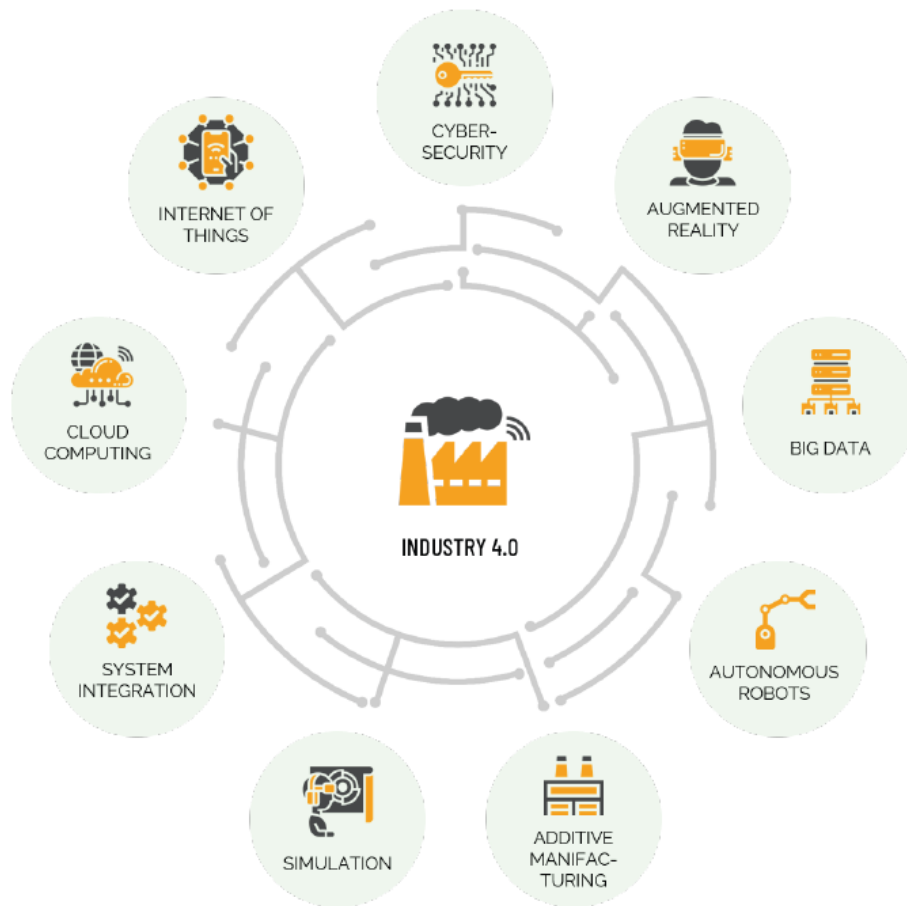 CYBER-
SECURITY
AUGMENTED
REALITY
BIG DATA
AUTONOMOUS
ROBOTS
ADDITIVE
MANIFAC-
TURING
SIMULATION
SYSTEM
INTEGRATION
CLOUD
COMPUTING
INTERNET OF
THINGS
INDUSTRY 4.0